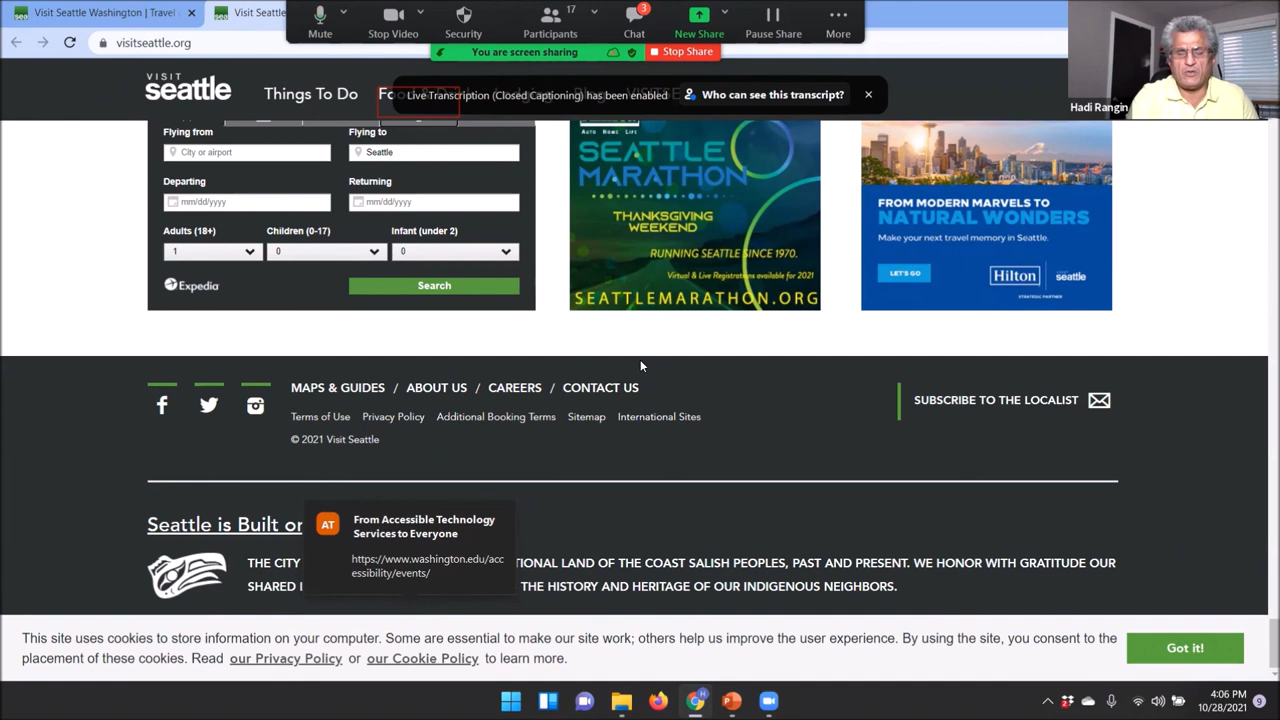 Visit Seattle Washington | Travel
Visit Seattle
17
3
Mute
Stop Video
Security
Participants
Chat
New Share
Pause Share
More
visitseattle.org
You are screen sharing
Stop Share
VISIT
seattle
Things To Do
Live Transcription (Closed Captioning) has been enabled
Who can see this transcript?
Hadi Rangin
Flying from
Flying to
City or airport
Seattle
Departing
Returning
mm/dd/yyyy
mm/dd/yyyy
Adults (18+)
Children (0-17)
Infant (under 2)
1
0
0
Expedia
Search
AUTO HOME LIFE
SEATTLE
MARATHON
THANKSGIVING
WEEKEND
RUNNING SEATTLE SINCE 1970.
Virtual & Live Registrations available for 2021
SEATTLEMARATHON.ORG
FROM MODERN MARVELS TO
NATURAL WONDERS
Make your next travel memory in Seattle.
LET'S GO
Hilton
seattle
STRATEGIC PARTNER
MAPS & GUIDES / ABOUT US / CAREERS / CONTACT US
Terms of Use Privacy Policy Additional Booking Terms Sitemap International Sites
© 2021 Visit Seattle
SUBSCRIBE TO THE LOCALIST
Seattle is Built on
AT
From Accessible Technology
Services to Everyone
https://www.washington.edu/acc
essibility/events/
THE CITY
TIONAL LAND OF THE COAST SALISH PEOPLES, PAST AND PRESENT. WE HONOR WITH GRATITUDE OUR
SHARED
THE HISTORY AND HERITAGE OF OUR INDIGENOUS NEIGHBORS.
This site uses cookies to store information on your computer. Some are essential to make our site work; others help us improve the user experience. By using the site, you consent to the
placement of these cookies. Read our Privacy Policy or our Cookie Policy to learn more.
Got it!
4:06 PM
10/28/2021
9